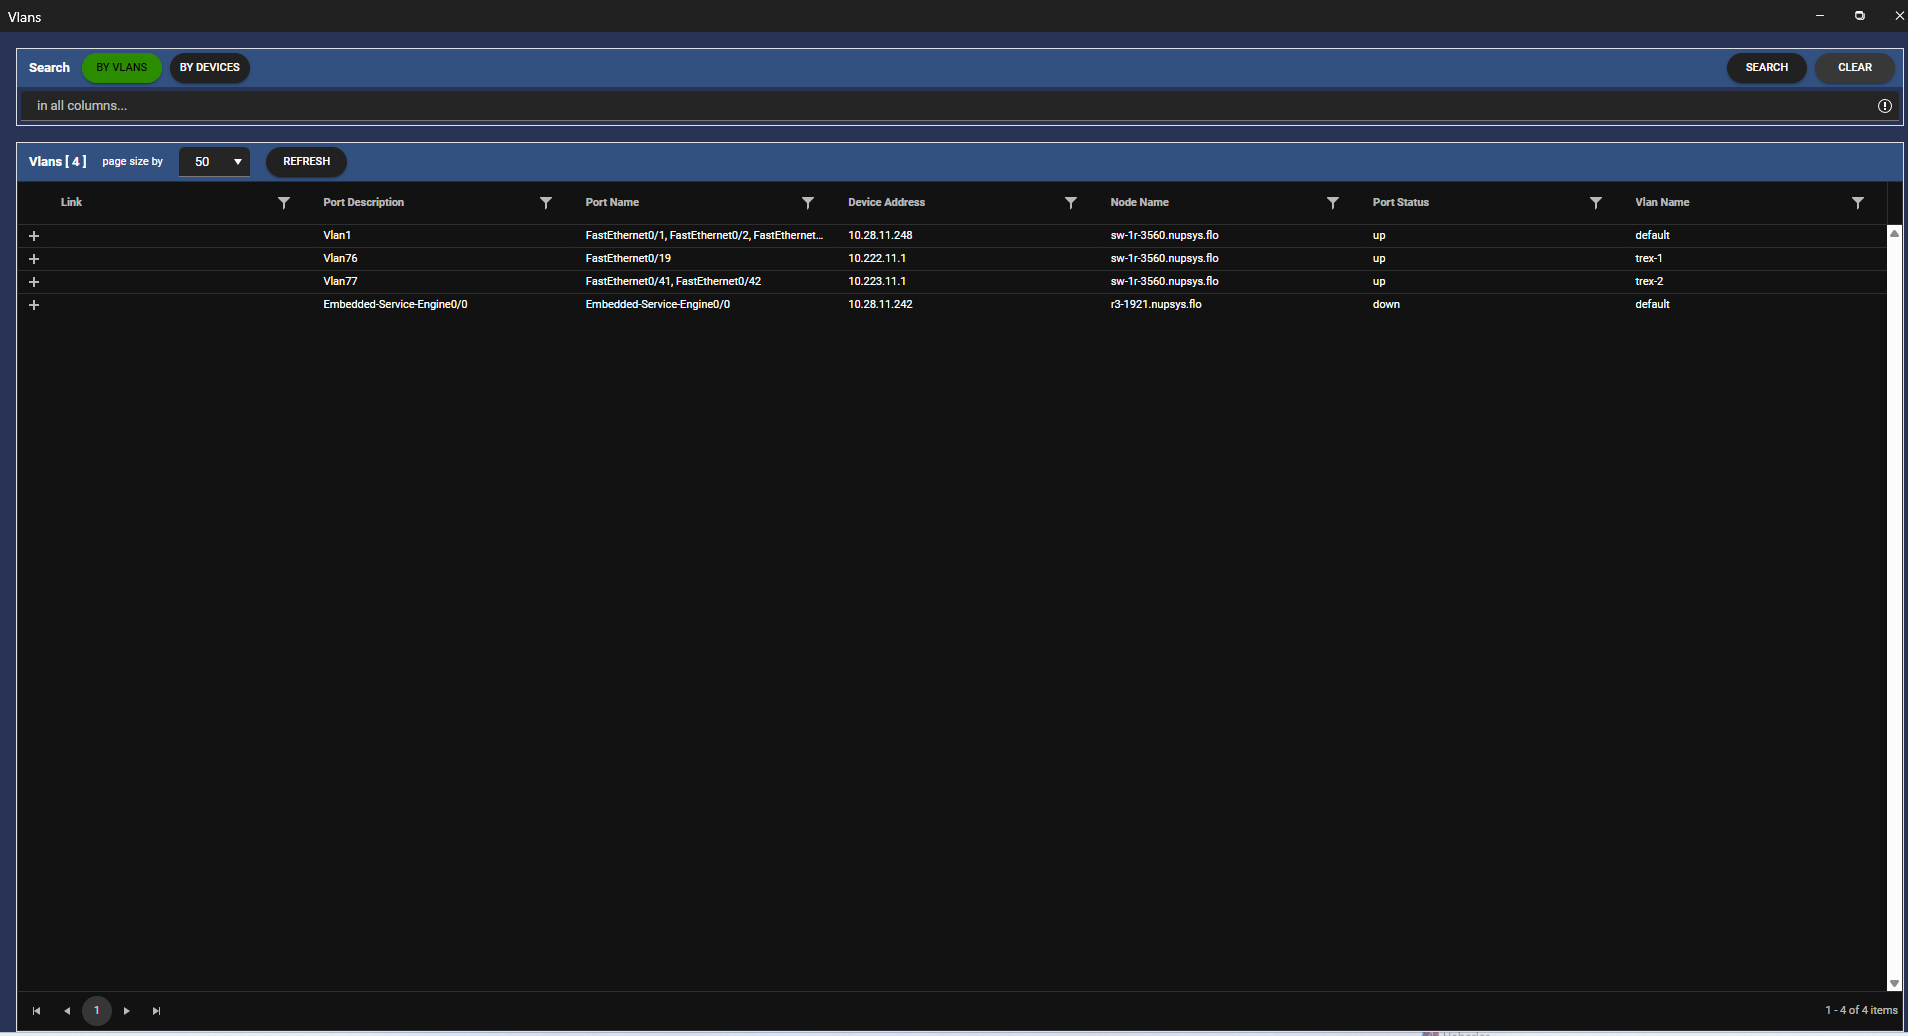 Vlans
Search BY VLANS BY DEVICES SEARCH CLEAR
in all columns...
Vlans [ 4 ] page size by 50 REFRESH
Link Port Description Port Name Device Address Node Name Port Status Vlan Name
Vlan1 FastEthernet0/1, FastEthernet0/2, FastEthernet... 10.28.11.248 sw-1r-3560.nupsys.flo up default
Vlan76 FastEthernet0/19 10.222.11.1 sw-1r-3560.nupsys.flo up trex-1
Vlan77 FastEthernet0/41, FastEthernet0/42 10.223.11.1 sw-1r-3560.nupsys.flo up trex-2
Embedded-Service-Engine0/0 Embedded-Service-Engine0/0 10.28.11.242 r3-1921.nupsys.flo down default
1 1 - 4 of 4 items